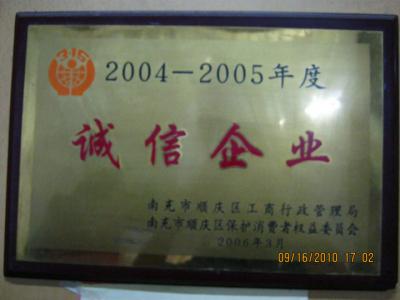 2004－2005年度
诚信企业
南充市顺庆区工商行政管理局
南充市顺庆区保护消费者权益委员会
2006年3月
09/16/2010 17:02